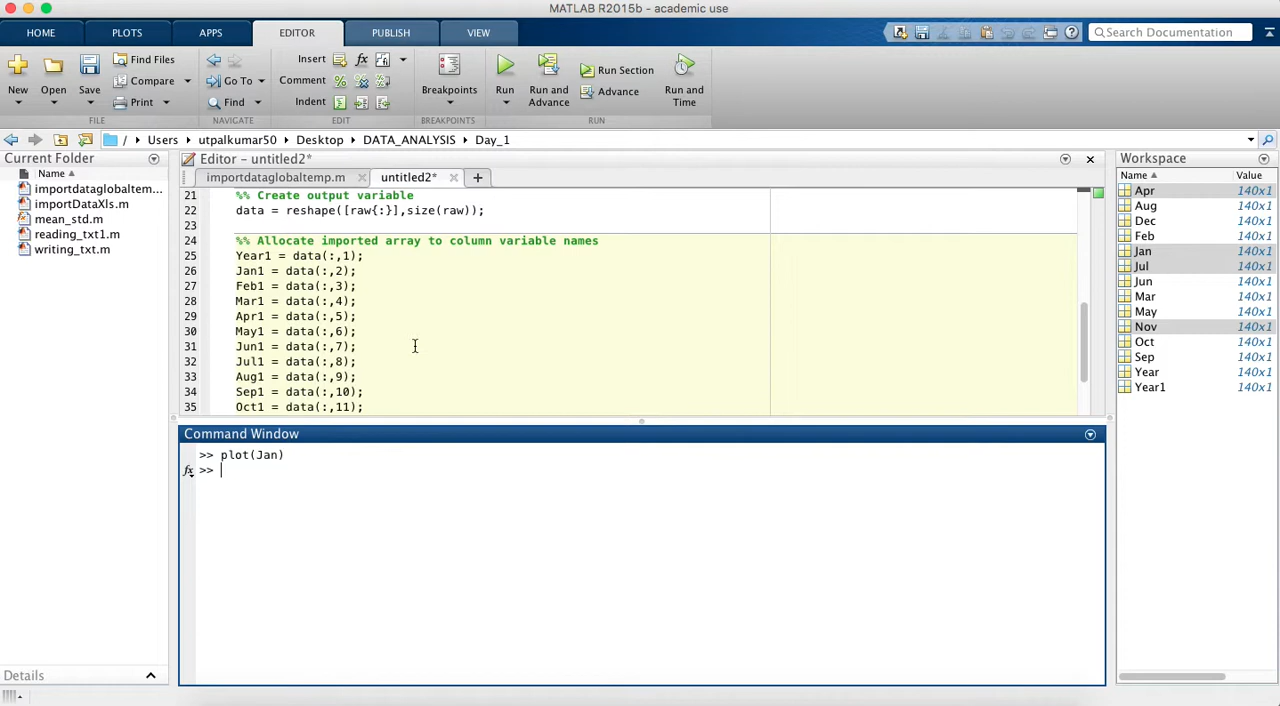 MATLAB R2015b - academic use
HOME PLOTS APPS EDITOR PUBLISH VIEW
Search Documentation
New Open Save
Find Files
Compare
Print
Go To
Find
Insert fx
Comment
Indent
Breakpoints
Run
Run and Advance
Run Section
Advance
Run and Time
FILE NAVIGATE EDIT BREAKPOINTS RUN
/ Users utpalkumar50 Desktop DATA_ANALYSIS Day_1
Current Folder
Name
importdataglobaltem...
importDataXls.m
mean_std.m
reading_txt1.m
writing_txt.m
Details
Editor - untitled2*
importdataglobaltemp.m untitled2* +
21 %% Create output variable
22 data = reshape([raw{:}],size(raw));
23
24 %% Allocate imported array to column variable names
25 Year1 = data(:,1);
26 Jan1 = data(:,2);
27 Feb1 = data(:,3);
28 Mar1 = data(:,4);
29 Apr1 = data(:,5);
30 May1 = data(:,6);
31 Jun1 = data(:,7);
32 Jul1 = data(:,8);
33 Aug1 = data(:,9);
34 Sep1 = data(:,10);
35 Oct1 = data(:,11);
Command Window
>> plot(Jan)
fx >>
Workspace
Name Value
Apr 140x1
Aug 140x1
Dec 140x1
Feb 140x1
Jan 140x1
Jul 140x1
Jun 140x1
Mar 140x1
May 140x1
Nov 140x1
Oct 140x1
Sep 140x1
Year 140x1
Year1 140x1